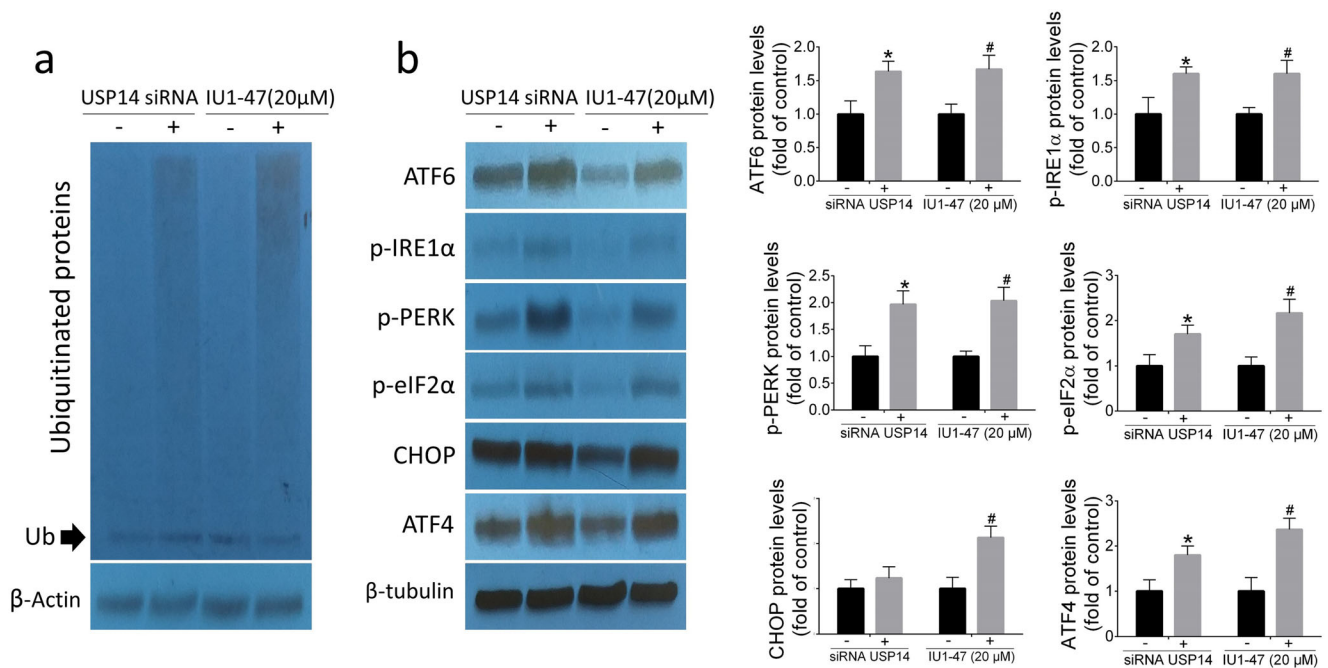 a
USP14 siRNA IU1-47(20µM)
- + - +
Ubiquitinated proteins
Ub
β-Actin
b
USP14 siRNA IU1-47(20µM)
- + - +
ATF6
p-IRE1α
p-PERK
p-eIF2α
CHOP
ATF4
β-tubulin
ATF6 protein levels
(fold of control)
2.0
1.5
1.0
0.5
0.0
* #
- + - +
siRNA USP14 IU1-47 (20 µM)
p-IRE1α protein levels
(fold of control)
2.0
1.5
1.0
0.5
0.0
* #
- + - +
siRNA USP14 IU1-47 (20 µM)
p-PERK protein levels
(fold of control)
2.5
2.0
1.5
1.0
0.5
0.0
* #
- + - +
siRNA USP14 IU1-47 (20 µM)
p-eIF2α protein levels
(fold of control)
3
2
1
0
* #
- + - +
siRNA USP14 IU1-47 (20 µM)
CHOP protein levels
(fold of control)
#
- + - +
siRNA USP14 IU1-47 (20 µM)
ATF4 protein levels
(fold of control)
3
2
1
0
* #
- + - +
siRNA USP14 IU1-47 (20 µM)